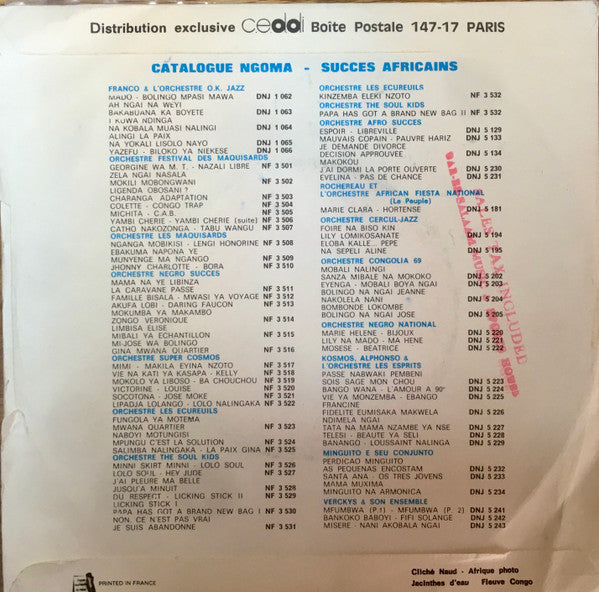 Distribution exclusive ceddi Boîte Postale 147-17 PARIS
CATALOGUE NGOMA - SUCCES AFRICAINS
FRANCO & L'ORCHESTRE O.K. JAZZ
MADO - BOLINGO MPASI MAWA DNJ 1 062
AH NGAI NA WEYI
BAKABUANA KA BOYETE DNJ 1 063
I KUWA NDINGA
NA KOBALA MUASI NALINGI DNJ 1 064
ALINGI LA PAIX
NA YOKALI LISOLO NAYO DNJ 1 065
YAZEFU - BILOKO YA NIEKESE DNJ 1 066
ORCHESTRE FESTIVAL DES MAQUISARDS
GEORGINE WA M. T. - NAZALI LIBRE NF 3 501
ZELA NGAI NASALA
MOKILI MOBONGWANI NF 3 502
LIGENDA OBOSANI ?
CHARANGA ADAPTATION NF 3 503
COLETTE - CONGO TRAP NF 3 504
MICHITA - C.A.B. NF 3 505
YAMBI CHERIE - YAMBI CHERIE (suite) NF 3 506
CATHO NAKOZONGA - TABU WANGU NF 3 507
ORCHESTRE LES MAQUISARDS
NGANGA MOBIKISI - LENGI HONORINE NF 3 508
EBAKUMA NAPONA YE
MUNYENGE MA NGANGO NF 3 509
JHONNY CHARLOTTE - BORA NF 3 510
ORCHESTRE NEGRO SUCCES
MAMA NA YE LIBINZA
LA CARAVANE PASSE NF 3 511
FAMILLE BISALA - MWASI YA VOYAGE NF 3 512
AKUFA LOBI - DARING FAUCON NF 3 513
MOKUMBA YA MAKAMBO
ZONGO VERONIQUE NF 3 514
LIMBISA ELISE
MIBALI YA ECHANTILLON NF 3 515
MI-JOSE WA BOLINGO
GINA MWANA QUARTIER NF 3 516
ORCHESTRE SUPER COSMOS
MIMI - MAKILA EYINA NZOTO NF 3 517
VIE NA KATI YA KASAPA - KELLY NF 3 518
MOKOLO YA LIBOSO - BA CHOUCHOU NF 3 519
VICTORINE - LOUISE NF 3 520
SOCOTONA - JOSE MOKE NF 3 521
LIPADJA LOLANGO - LOLO NALINGAKA NF 3 522
ORCHESTRE LES ECUREUILS
FUNGOLA YA MOTEMA
MWANA QUARTIER NF 3 523
NABOYI MOTUNGISI
MPUNGU C'EST LA SOLUTION NF 3 524
SALIMBA NALINGAKA - LA PAIX GINA NF 3 525
ORCHESTRE THE SOUL KIDS
MINNI SKIRT MINNI - LOLO SOUL NF 3 526
LOLO SOUL - HEY JUDE NF 3 527
J'AI PLEURE MA BELLE
JUSQU'A MINUIT NF 3 528
DU RESPECT - LICKING STICK II NF 3 529
LICKING STICK I
PAPA HAS GOT A BRAND NEW BAG I NF 3 530
NON, CE N'EST PAS VRAI
JE SUIS ABANDONNE NF 3 531
PRINTED IN FRANCE
ORCHESTRE LES ECUREUILS
KINZEMBA ELEKI NZOTO NF 3 532
ORCHESTRE THE SOUL KIDS
PAPA HAS GOT A BRAND NEW BAG II NF 3 532
ORCHESTRE AFRO SUCCES
ESPOIR - LIBREVILLE DNJ 5 129
MAUVAIS COPAIN - PAUVRE HARIZ DNJ 5 133
JE DEMANDE DIVORCE
DECISION APPROUVEE DNJ 5 134
MAKOKOU
J'AI DORMI LA PORTE OUVERTE DNJ 5 230
EVELINA - PAS DE CHANCE DNJ 5 231
ROCHEREAU ET
L'ORCHESTRE AFRICAN FIESTA NATIONAL
(Le Peuple)
MARIE CLARA - HORTENSE DNJ 5 181
ORCHESTRE CERCUL-JAZZ
FOIRE NA BISO KIN
LILY LOMIKOSANATE DNJ 5 194
ELOBA KALLE... PEPE
NA SEPELI ALINE DNJ 5 195
ORCHESTRE CONGOLIA 69
MOBALI NALINGI
SANZA MIBALE NA MOKOKO DNJ 5 202
EYENGA - MOBALI BOYA NGAI DNJ 5 203
BOLINGO NA NGAI JEANNE
NAKOLELA NANI DNJ 5 204
BOMBONDE LOKOMBE
BOLINGO NA NGAI JOSE DNJ 5 205
ORCHESTRE NEGRO NATIONAL
MARIE HELENE - BIJOUX DNJ 5 220
LILY NA MADO - MA HENE DNJ 5 221
MOSESE - BEATRICE DNJ 5 222
KOSMOS, ALPHONSO &
L'ORCHESTRE LES ESPRITS
PASSE NABWAKI PEMBENI
SOIS SAGE MON CHOU DNJ 5 223
BANGO WANA - L'AMOUR A 90° DNJ 5 224
VIE YA MONZEMBA - EBANGO DNJ 5 225
FRANCINE
FIDELITE EUMISAKA MAKWELA DNJ 5 226
NDIMELA NGAI
TATA NA MAMA NZAMBE YA NSE DNJ 5 227
TELESI - BEAUTE YA SELI DNJ 5 228
BANANGO - LOUSSAINT NALINGA DNJ 5 229
MINGUITO E SEU CONJUNTO
PERDICAO MINGUITO
AS PEQUENAS ENCOSTAM DNJ 5 232
SANTA ANA - OS TRES JOVENS DNJ 5 233
MAMA MUXIMA
MINGUITO NA ARMONICA DNJ 5 234
VERCKYS & SON ENSEMBLE
MFUMBWA (P.1) - MFUMBWA (P. 2) DNJ 5 241
BANKOKO BABOYI - FIFI SOLANGE DNJ 5 242
MISERE - NANI AKOBALA NGAI DNJ 5 243
Cliché Naud - Afrique photo
Jacinthes d'eau Fleuve Congo
SALES TAX INCLUDED
DAR-ES-SALAAM MUSIC